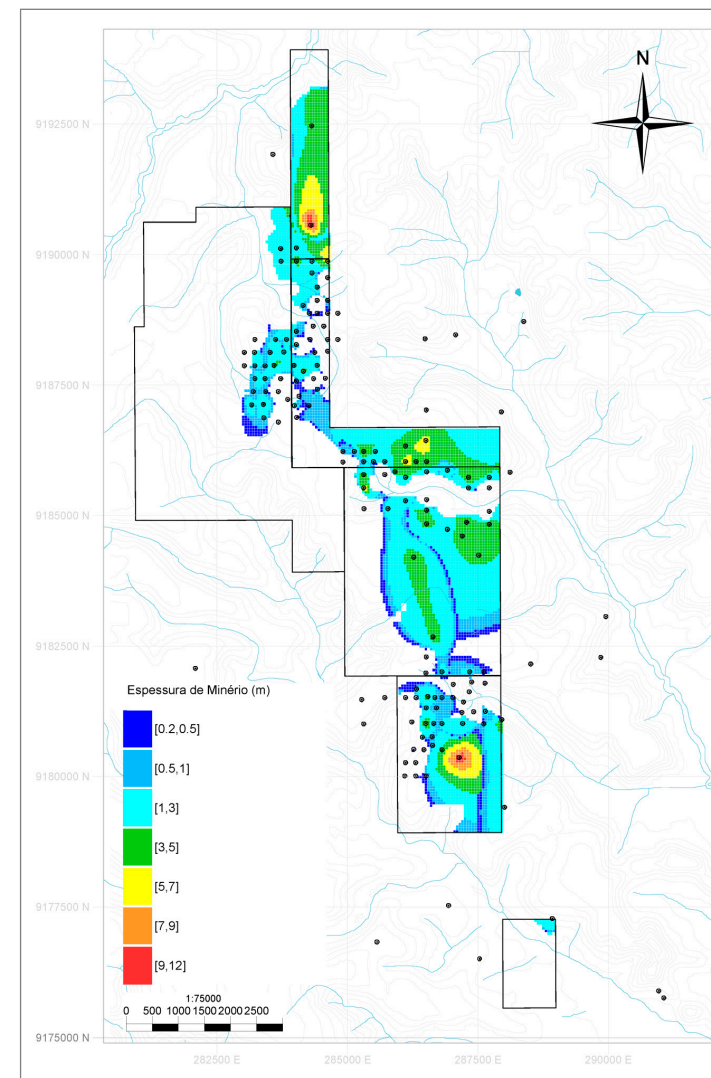 N
9192500 N
9190000 N
9187500 N
9185000 N
9182500 N
Espessura de Minério (m)
[0.2,0.5]
[0.5,1]
[1,3]
[3,5]
[5,7]
[7,9]
[9,12]
9180000 N
9177500 N
1:75000
0 500 1000 1500 2000 2500
9175000 N
282500 E 285000 E 287500 E 290000 E